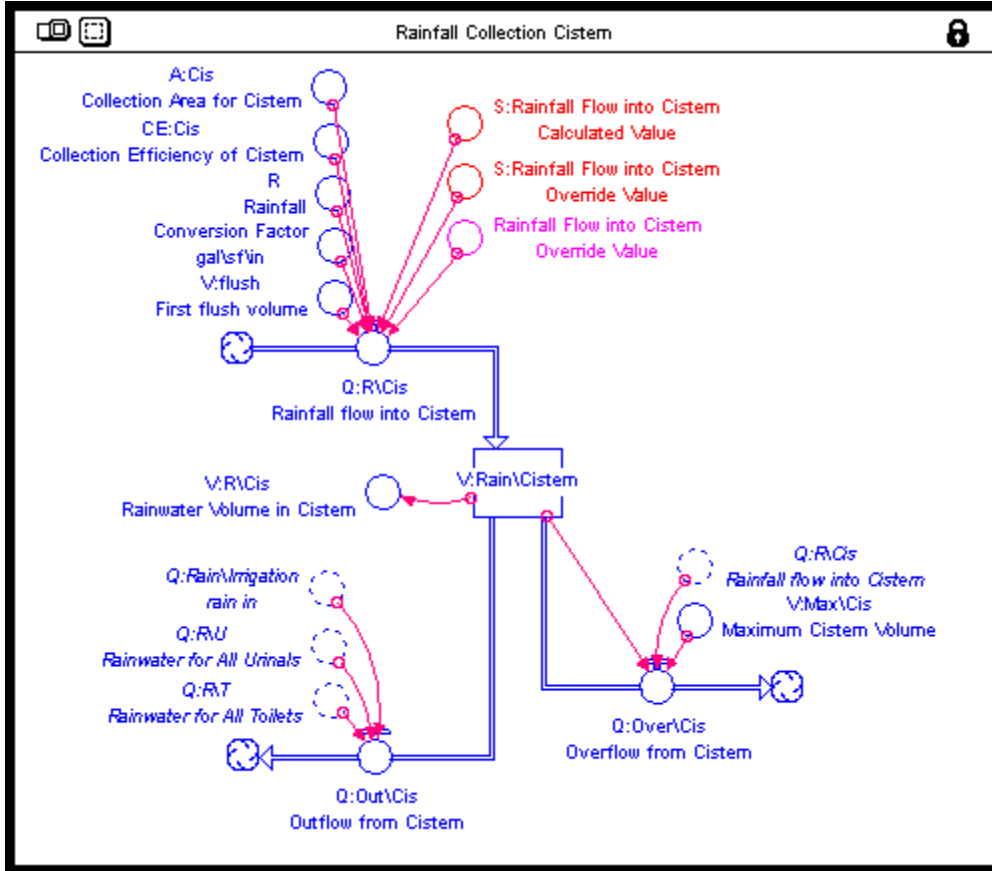 Rainfall Collection Cistern
A:Cis
Collection Area for Cistern
CE:Cis
Collection Efficiency of Cistern
R
Rainfall
Conversion Factor
gal\sf\in
V:flush
First flush volume
S:Rainfall Flow into Cistern
Calculated Value
S:Rainfall Flow into Cistern
Override Value
Rainfall Flow into Cistern
Override Value
Q:R\Cis
Rainfall flow into Cistern
V:Rain\Cistern
V:R\Cis
Rainwater Volume in Cistern
Q:Rain\Irrigation
rain in
Q:R\U
Rainwater for All Urinals
Q:R\T
Rainwater for All Toilets
Q:R\Cis
Rainfall flow into Cistern
V:Max\Cis
Maximum Cistern Volume
Q:Over\Cis
Overflow from Cistern
Q:Out\Cis
Outflow from Cistern